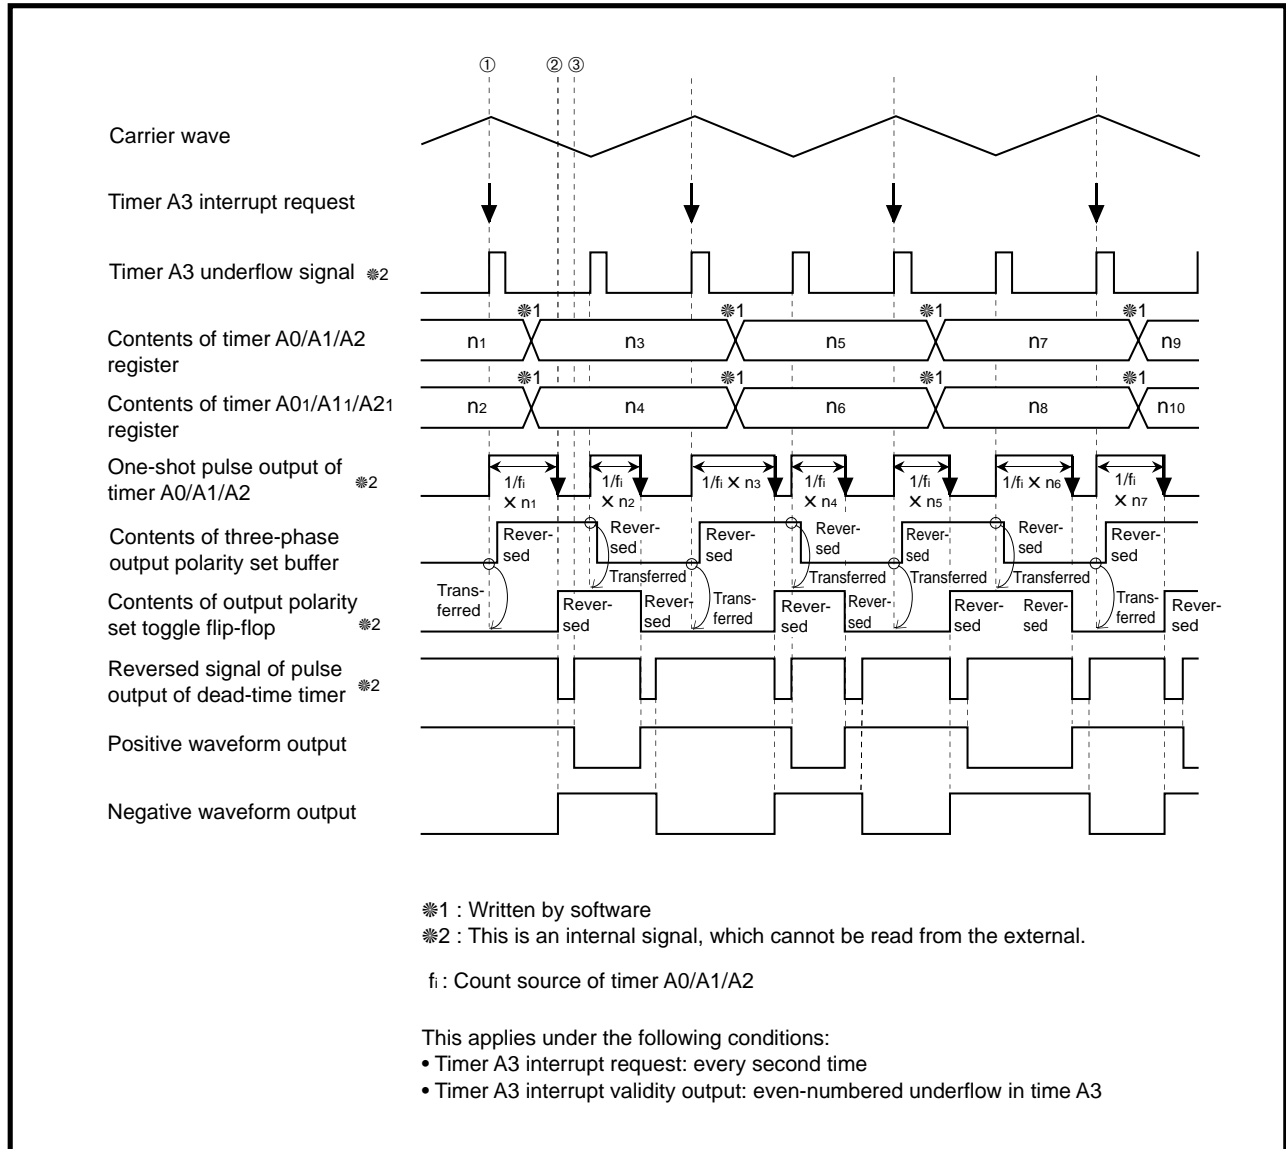 ① ② ③
Carrier wave
Timer A3 interrupt request
Timer A3 underflow signal ❋2
❋1 ❋1 ❋1 ❋1
Contents of timer A0/A1/A2
register
n1 n3 n5 n7 n9
❋1 ❋1 ❋1 ❋1
Contents of timer A01/A11/A21
register
n2 n4 n6 n8 n10
One-shot pulse output of
timer A0/A1/A2 ❋2
1/fi × n1
1/fi × n2
1/fi × n3
1/fi × n4
1/fi × n5
1/fi × n6
1/fi × n7
Contents of three-phase
output polarity set buffer
Rever-
sed
Rever-
sed
Rever-
sed
Rever-
sed
Rever-
sed
Rever-
sed
Rever-
sed
Trans-
ferred
Transferred
Trans-
ferred
Transferred
Transferred
Transferred
Trans-
ferred
Contents of output polarity
set toggle flip-flop ❋2
Rever-
sed
Rever-
sed
Rever-
sed
Rever-
sed
Rever-
sed
Rever-
sed
Rever-
sed
Reversed signal of pulse
output of dead-time timer ❋2
Positive waveform output
Negative waveform output
❋1 : Written by software
❋2 : This is an internal signal, which cannot be read from the external.
fi : Count source of timer A0/A1/A2
This applies under the following conditions:
• Timer A3 interrupt request: every second time
• Timer A3 interrupt validity output: even-numbered underflow in time A3